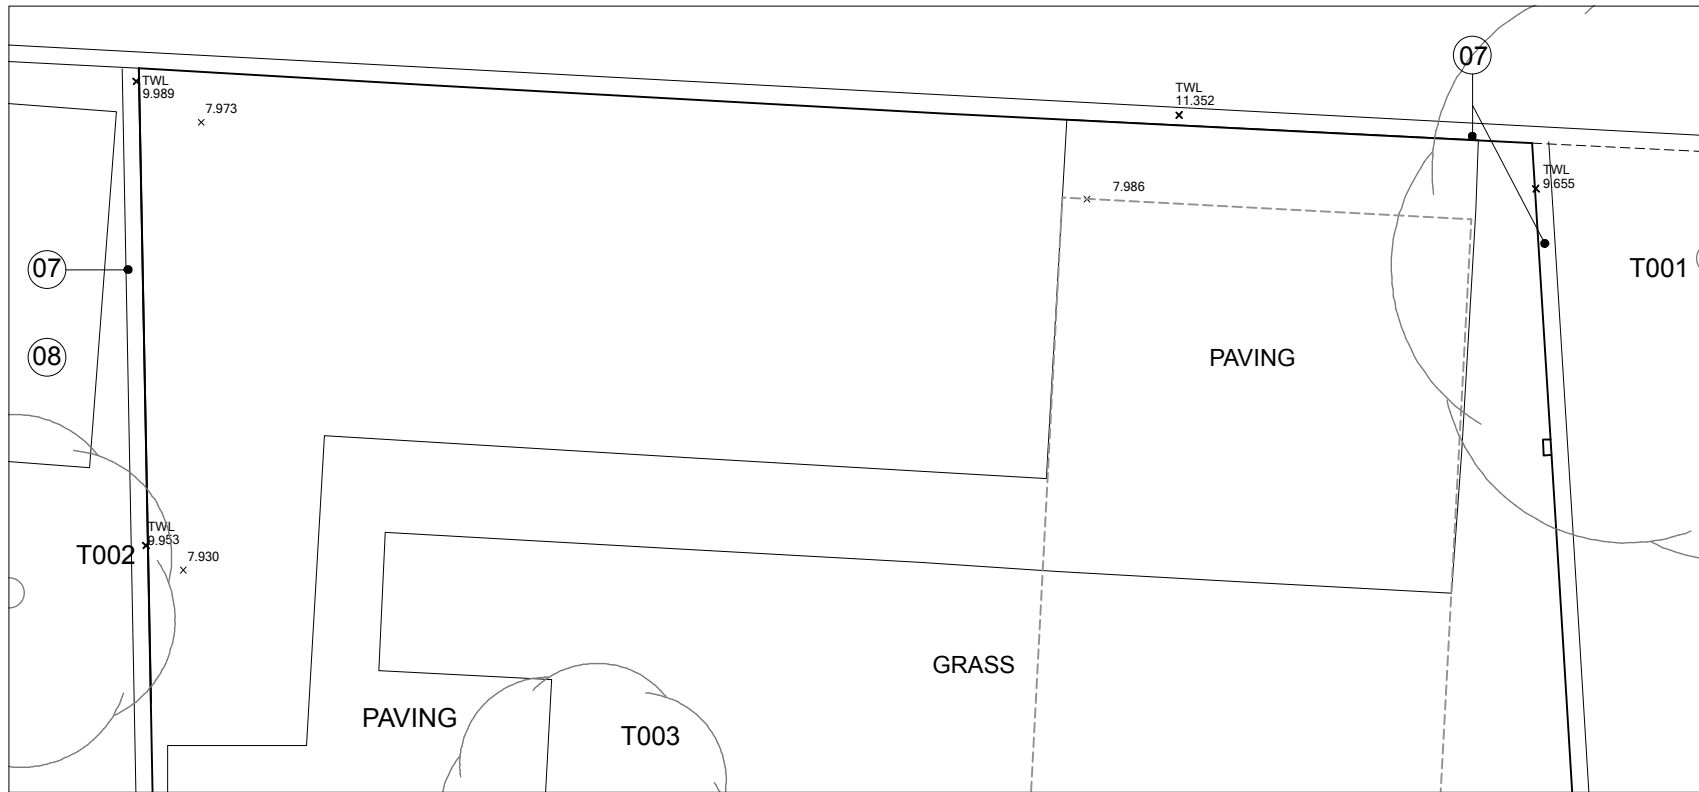 07
TWL
9.989
7.973
TWL
11.352
TWL
9.655
7.986
07
T001
08
PAVING
TWL
9.953
7.930
T002
GRASS
PAVING
T003